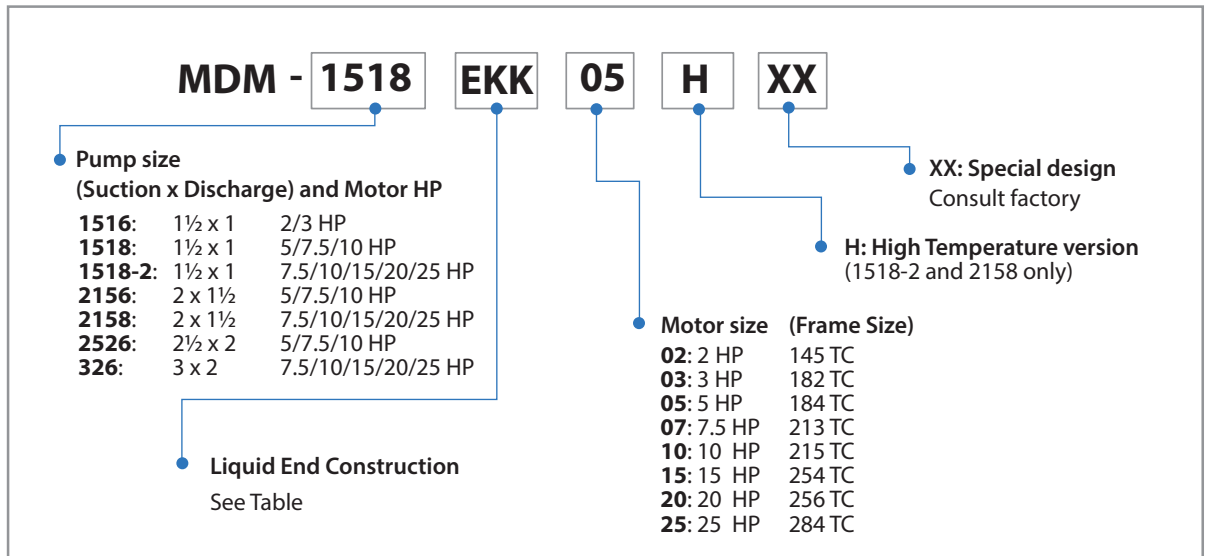 MDM - 1518 EKK 05 H XX
Pump size
(Suction x Discharge) and Motor HP
1516: 1½ x 1 2/3 HP
1518: 1½ x 1 5/7.5/10 HP
1518-2: 1½ x 1 7.5/10/15/20/25 HP
2156: 2 x 1½ 5/7.5/10 HP
2158: 2 x 1½ 7.5/10/15/20/25 HP
2526: 2½ x 2 5/7.5/10 HP
326: 3 x 2 7.5/10/15/20/25 HP
Liquid End Construction
See Table
Motor size (Frame Size)
02: 2 HP 145 TC
03: 3 HP 182 TC
05: 5 HP 184 TC
07: 7.5 HP 213 TC
10: 10 HP 215 TC
15: 15 HP 254 TC
20: 20 HP 256 TC
25: 25 HP 284 TC
H: High Temperature version
(1518-2 and 2158 only)
XX: Special design
Consult factory